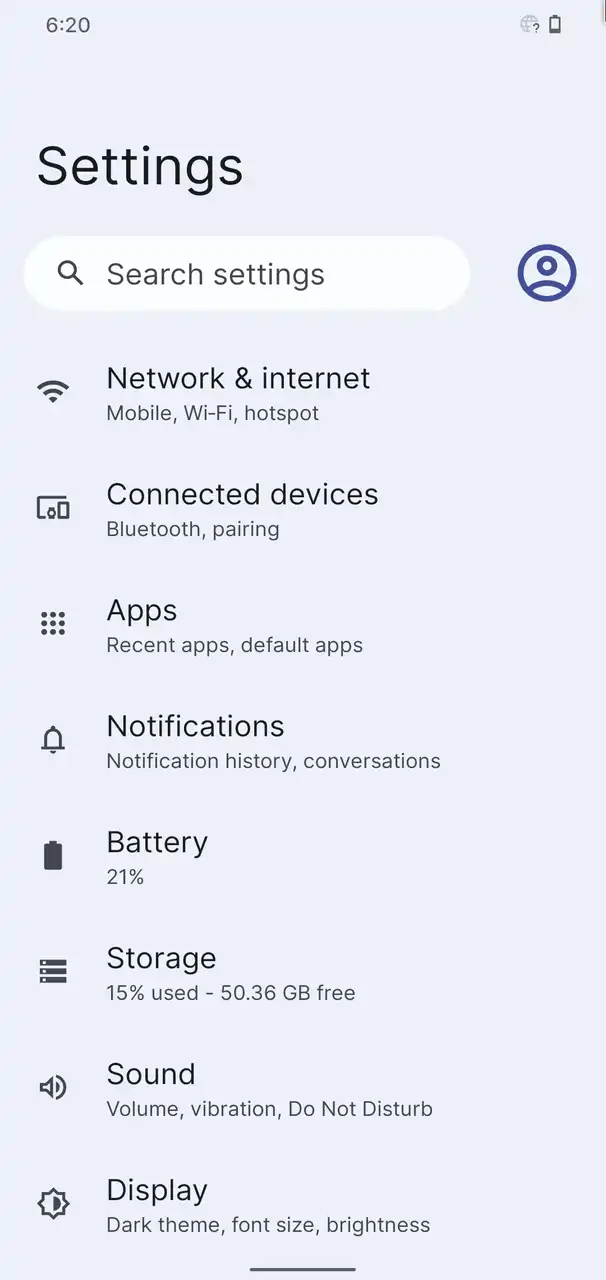 6:20
?
Settings
Search settings
Network & internet
Mobile, Wi-Fi, hotspot
Connected devices
Bluetooth, pairing
Apps
Recent apps, default apps
Notifications
Notification history, conversations
Battery
21%
Storage
15% used - 50.36 GB free
Sound
Volume, vibration, Do Not Disturb
Display
Dark theme, font size, brightness